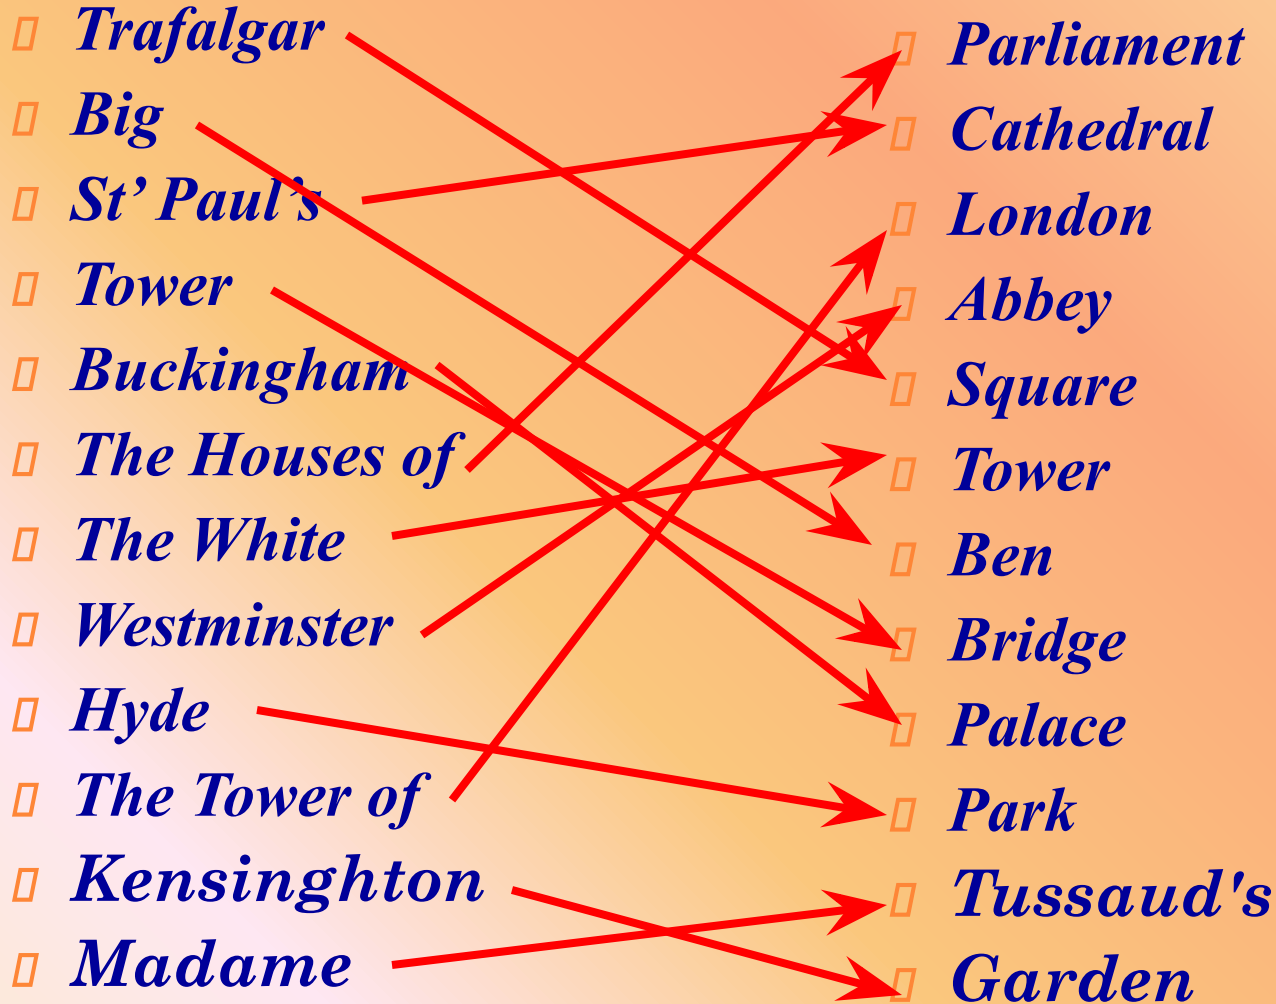 Trafalgar
Big
St’ Paul’s
Tower
Buckingham
The Houses of
The White
Westminster
Hyde
The Tower of
Kensinghton
Madame
Parliament
Cathedral
London
Abbey
Square
Tower
Ben
Bridge
Palace
Park
Tussaud's
Garden